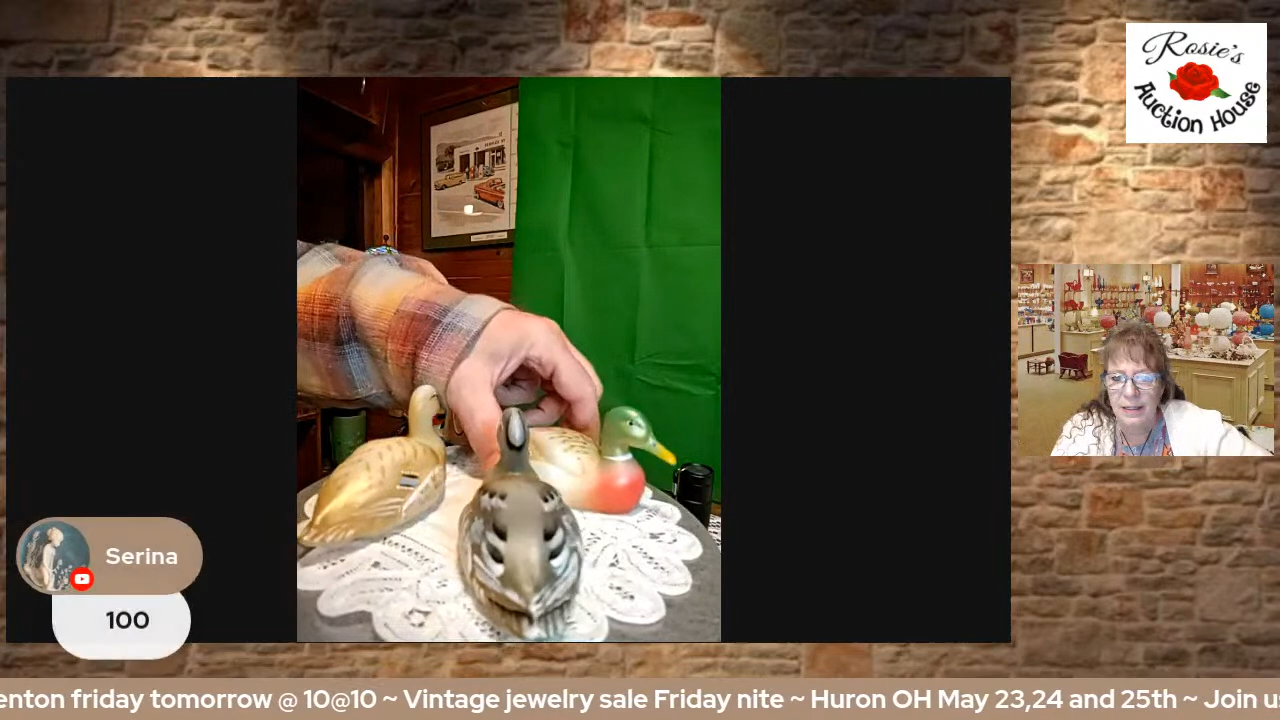 Rosie's
Auction House
Serina
100
enton friday tomorrow @ 10@10 ~ Vintage jewelry sale Friday nite ~ Huron OH May 23,24 and 25th ~ Join u